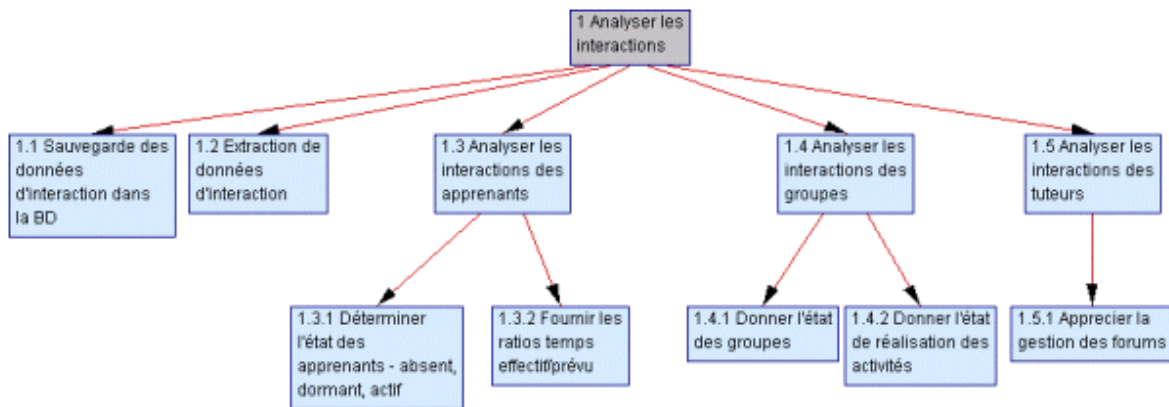 1 Analyser les
interactions
1.1 Sauvegarde des
données
d'interaction dans
la BD
1.2 Extraction de
données
d'interaction
1.3 Analyser les
interactions des
apprenants
1.4 Analyser les
interactions des
groupes
1.5 Analyser les
interactions des
tuteurs
1.3.1 Déterminer
l'état des
apprenants - absent,
dormant, actif
1.3.2 Fournir les
ratios temps
effectif/prévu
1.4.1 Donner l'état
des groupes
1.4.2 Donner l'état
de réalisation des
activités
1.5.1 Apprecier la
gestion des forums